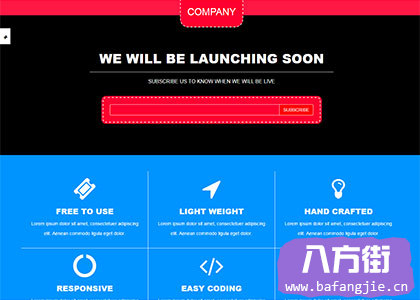 COMPANY
WE WILL BE LAUNCHING SOON
SUBSCRIBE US TO KNOW WHEN WE WILL BE LIVE
SUBSCRIBE
FREE TO USE
LIGHT WEIGHT
HAND CRAFTED
Lorem ipsum dolor sit amet, consectetuer dispiscing
Lorem ipsum dolor sit amet, consectetuer dispiscing
Lorem ipsum dolor sit amet, consectetuer dispiscing
elit. Aenean commodo ligula eget dolor.
elit. Aenean commodo ligula eget dolor.
elit. Aenean commodo ligula eget dolor.
RESPONSIVE
EASY CODING
八方街
www.bafangjie.cn